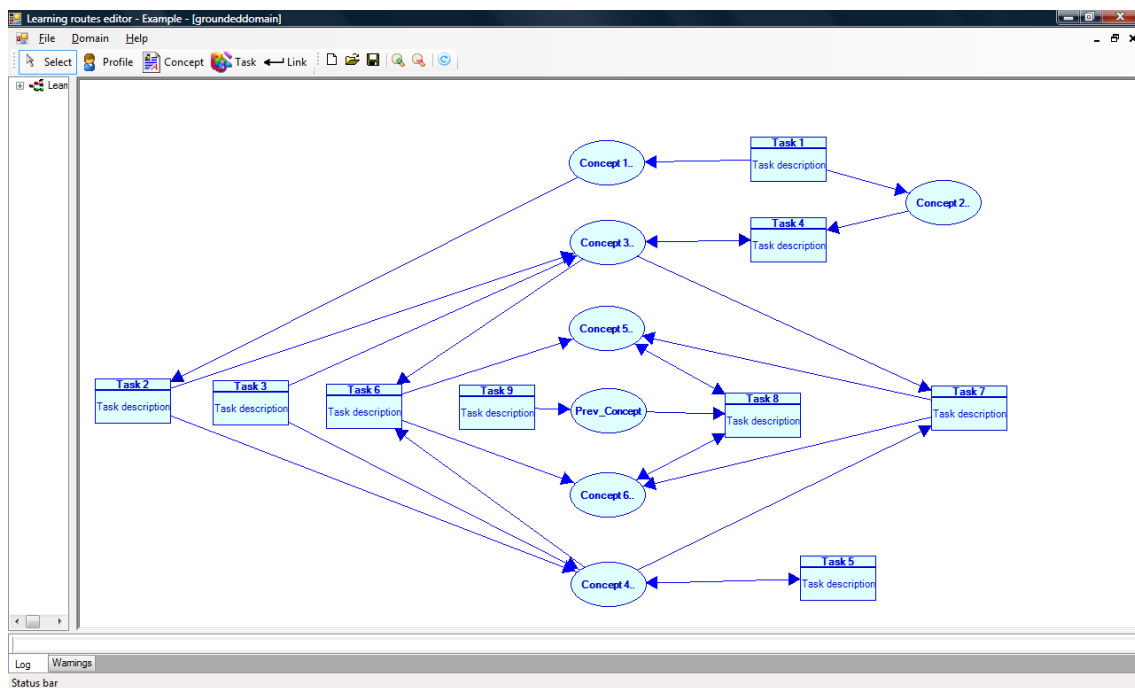 Learning routes editor - Example - [groundeddomain]
File Domain Help
Select Profile Concept Task Link
Lear
Task 1
Task description
Concept 1..
Concept 2..
Task 4
Task description
Concept 3..
Concept 5..
Task 2
Task description
Task 3
Task description
Task 6
Task description
Task 9
Task description
Prev_Concept
Task 8
Task description
Task 7
Task description
Concept 6..
Task 5
Task description
Concept 4..
Log Warnings
Status bar